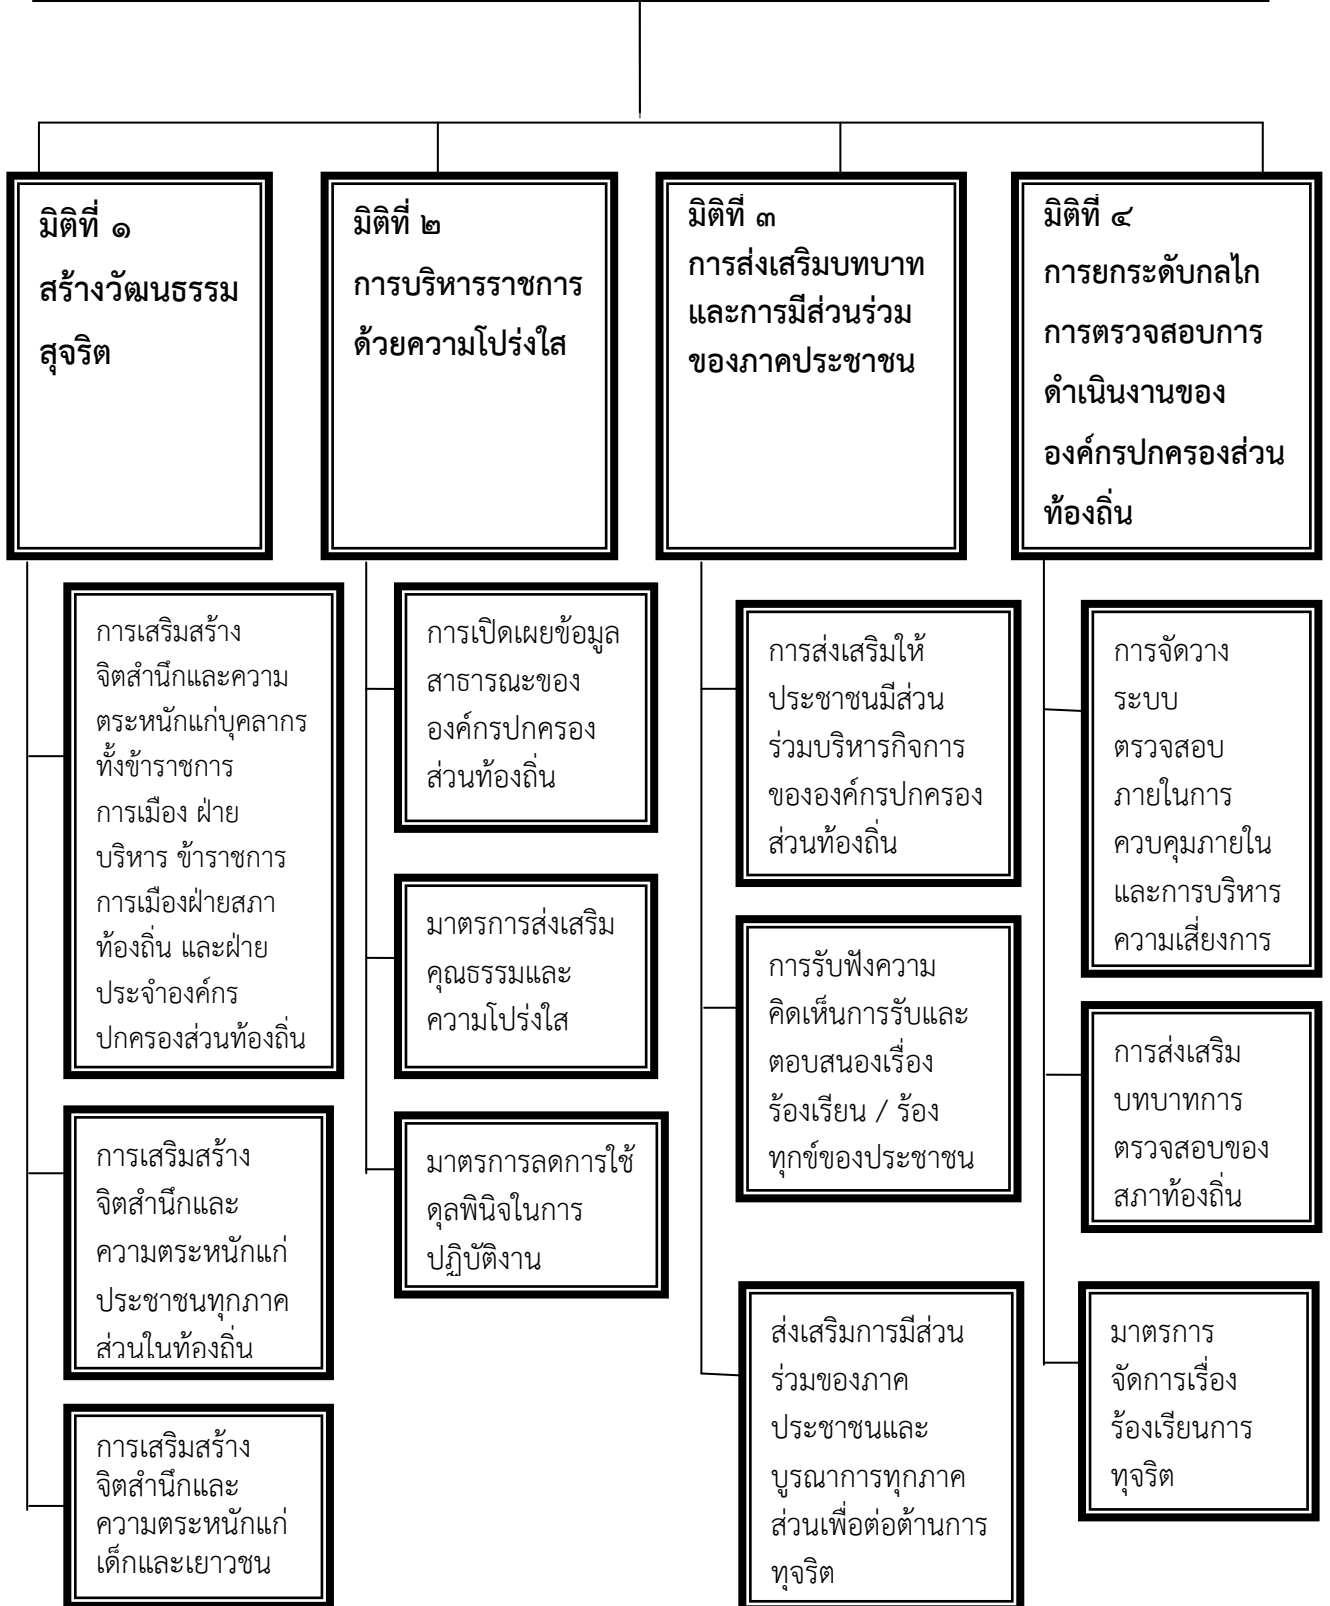 มิติที่ ๑
สร้างวัฒนธรรม
สุจริต
มิติที่ ๒
การบริหารราชการ
ด้วยความโปร่งใส
มิติที่ ๓
การส่งเสริมบทบาท
และการมีส่วนร่วม
ของภาคประชาชน
มิติที่ ๔
การยกระดับกลไก
การตรวจสอบการ
ดำเนินงานของ
องค์กรปกครองส่วน
ท้องถิ่น
การเสริมสร้าง
จิตสำนึกและความ
ตระหนักแก่บุคลากร
ทั้งข้าราชการ
การเมือง ฝ่าย
บริหาร ข้าราชการ
การเมืองฝ่ายสภา
ท้องถิ่น และฝ่าย
ประจำองค์กร
ปกครองส่วนท้องถิ่น
การเสริมสร้าง
จิตสำนึกและ
ความตระหนักแก่
ประชาชนทุกภาค
ส่วนในท้องถิ่น
การเสริมสร้าง
จิตสำนึกและ
ความตระหนักแก่
เด็กและเยาวชน
การเปิดเผยข้อมูล
สาธารณะของ
องค์กรปกครอง
ส่วนท้องถิ่น
มาตรการส่งเสริม
คุณธรรมและ
ความโปร่งใส
มาตรการลดการใช้
ดุลพินิจในการ
ปฏิบัติงาน
การส่งเสริมให้
ประชาชนมีส่วน
ร่วมบริหารกิจการ
ขององค์กรปกครอง
ส่วนท้องถิ่น
การรับฟังความ
คิดเห็นการรับและ
ตอบสนองเรื่อง
ร้องเรียน / ร้อง
ทุกข์ของประชาชน
ส่งเสริมการมีส่วน
ร่วมของภาค
ประชาชนและ
บูรณาการทุกภาค
ส่วนเพื่อต่อต้านการ
ทุจริต
การจัดวาง
ระบบ
ตรวจสอบ
ภายในการ
ควบคุมภายใน
และการบริหาร
ความเสี่ยงการ
การส่งเสริม
บทบาทการ
ตรวจสอบของ
สภาท้องถิ่น
มาตรการ
จัดการเรื่อง
ร้องเรียนการ
ทุจริต